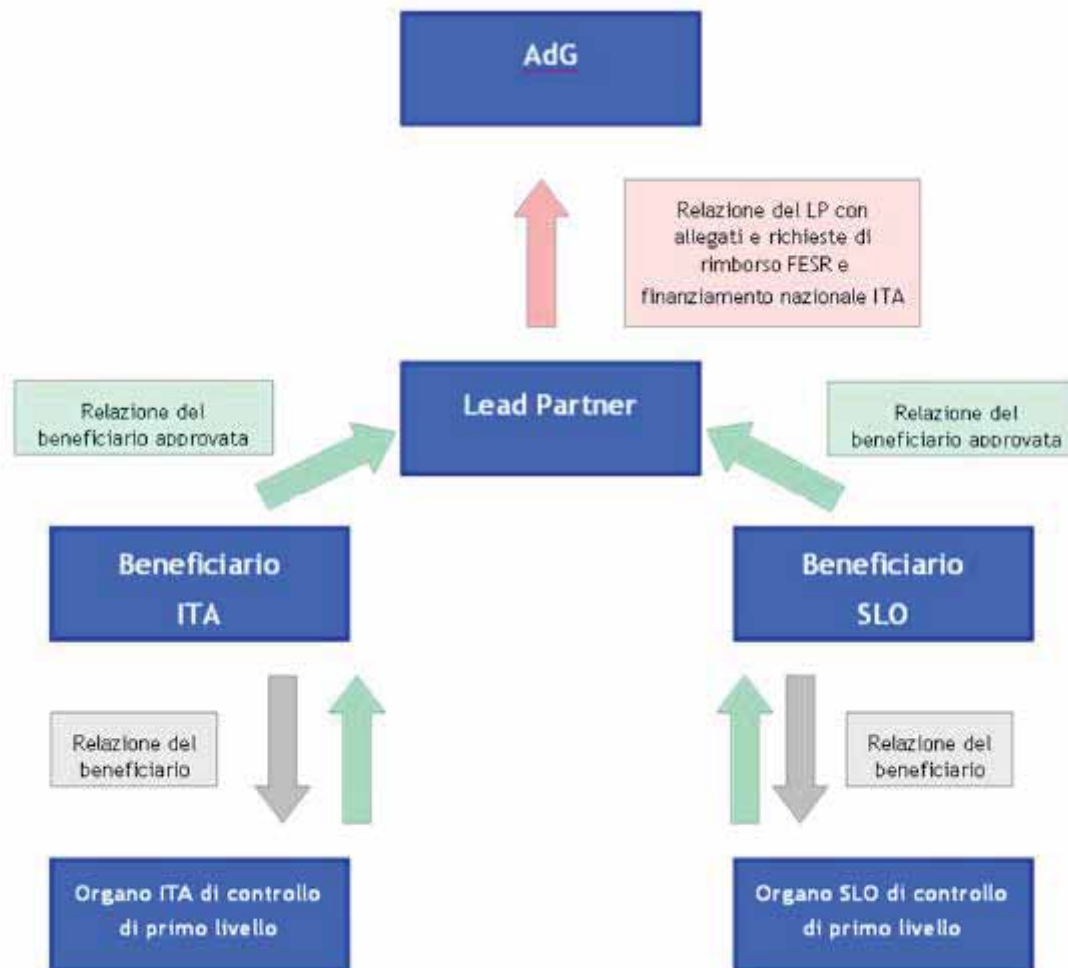 AdG
Relazione del LP con
allegati e richieste di
rimborso FESR e
finanziamento nazionale ITA
Lead Partner
Relazione del
beneficiario approvata
Relazione del
beneficiario approvata
Beneficiario
ITA
Beneficiario
SLO
Relazione del
beneficiario
Relazione del
beneficiario
Organo ITA di controllo
di primo livello
Organo SLO di controllo
di primo livello